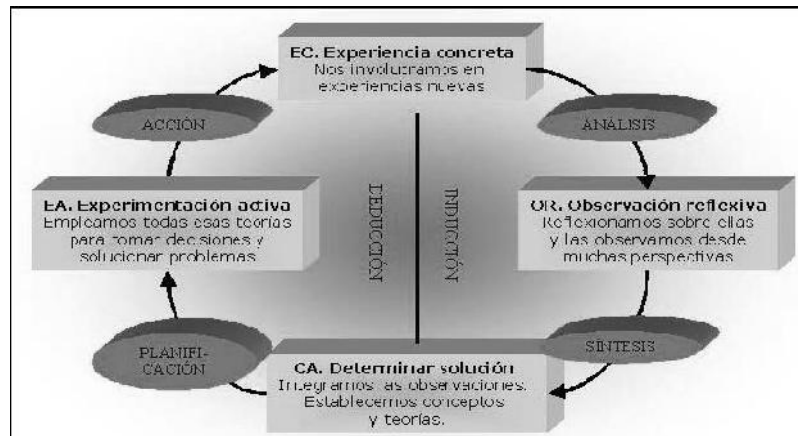 EC. Experiencia concreta
Nos involucramos en
experiencias nuevas
ACCIÓN
ANÁLISIS
EA. Experimentación activa
Empleamos todas esas teorías
para tomar decisiones y
solucionar problemas
DEDUCCIÓN
INDUCCIÓN
OR. Observación reflexiva
Reflexionamos sobre ellas
y las observamos desde
muchas perspectivas
PLANIFI-
CACIÓN
SÍNTESIS
CA. Determinar solución
Integramos las observaciones.
Establecemos conceptos
y teorías.